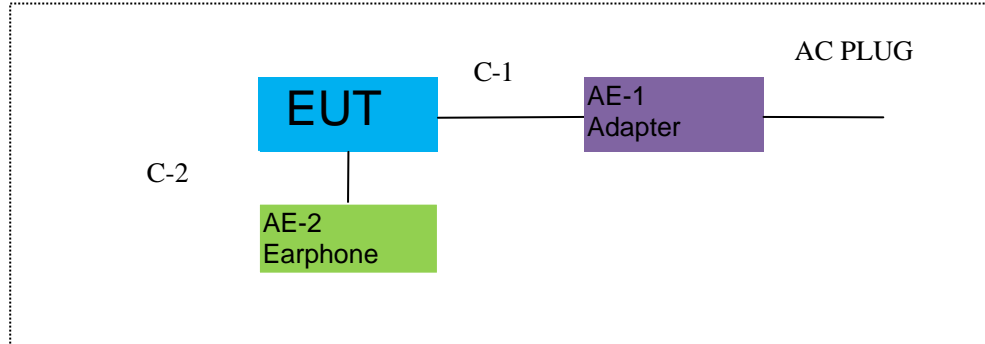 AC PLUG
C-1
EUT
AE-1
Adapter
C-2
AE-2
Earphone